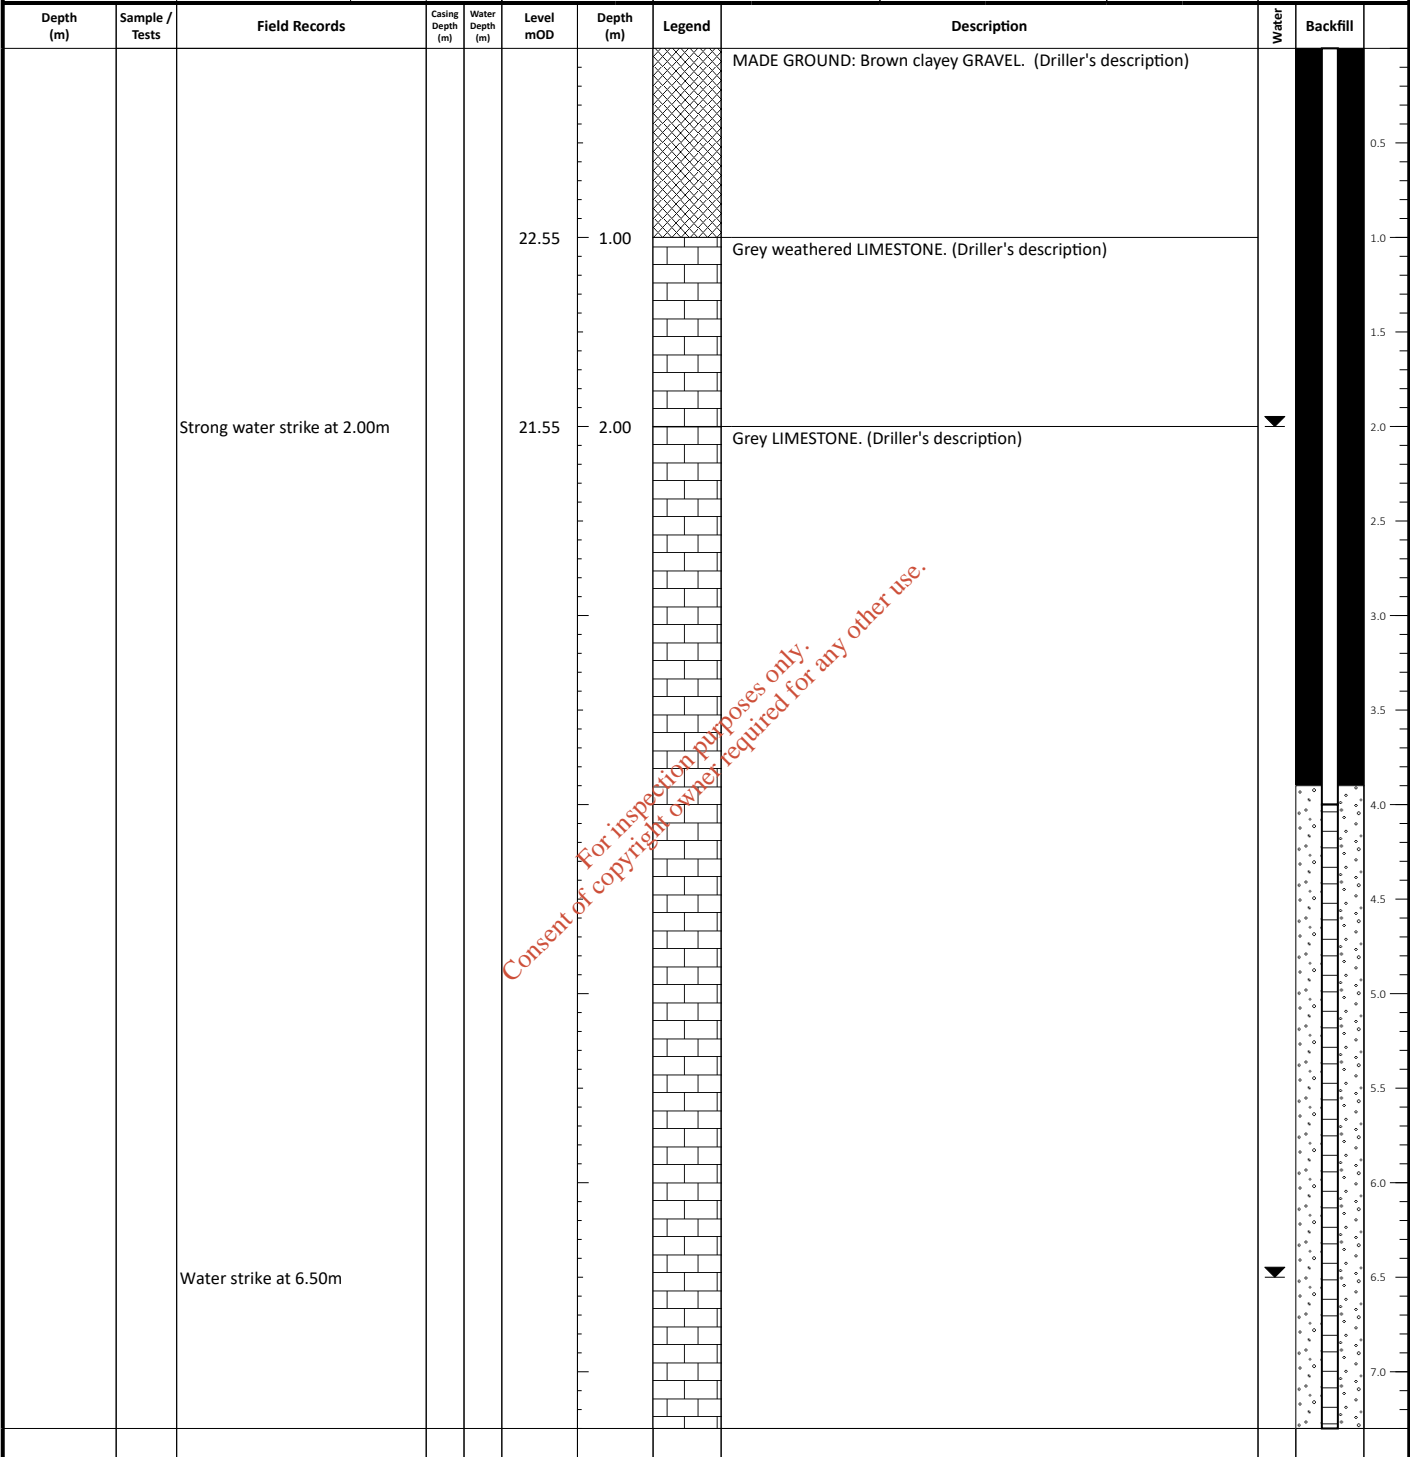 Depth
(m)
Sample /
Tests
Field Records
Casing
Depth
(m)
Water
Depth
(m)
Level
mOD
Depth
(m)
Legend
Description
Water
Backfill
MADE GROUND: Brown clayey GRAVEL. (Driller's description)
0.5
22.55 1.00 1.0
Grey weathered LIMESTONE. (Driller's description)
1.5
Strong water strike at 2.00m 21.55 2.00 2.0
Grey LIMESTONE. (Driller's description)
2.5
3.0
3.5
For inspection purposes only.
Consent of copyright owner required for any other use.
4.0
4.5
5.0
5.5
6.0
Water strike at 6.50m 6.5
7.0